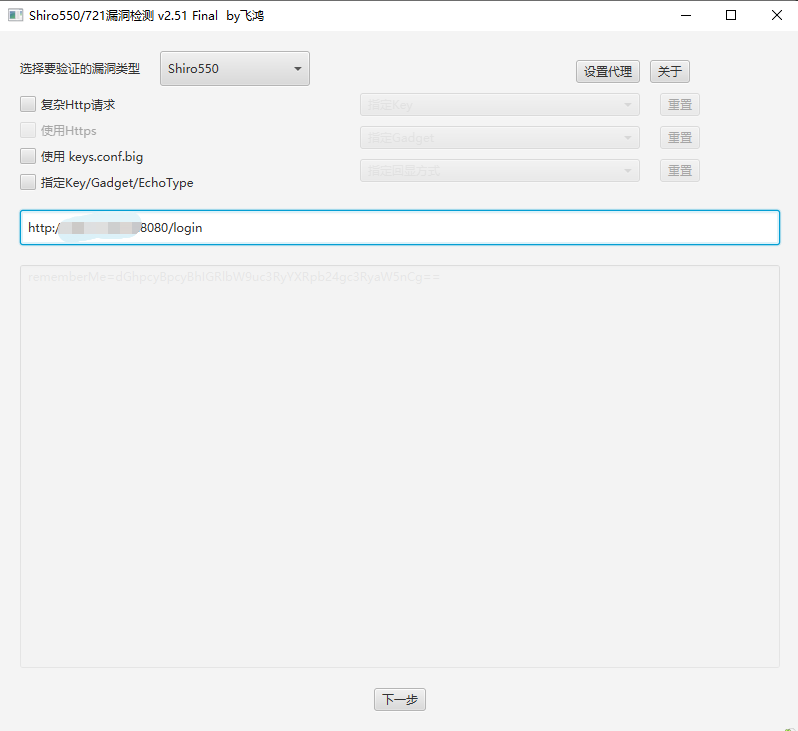 Shiro550/721漏洞检测 v2.51 Final by飞鸿
选择要验证的漏洞类型 Shiro550 设置代理 关于
复杂Http请求 指定Key 重置
使用Https 指定Gadget 重置
使用 keys.conf.big 指定回显方式 重置
指定Key/Gadget/EchoType
http:/ 8080/login
rememberMe=dGhpcyBpcyBhIGRlbW9uc3RyYXRpb24gc3RyaW5nCg==
下一步